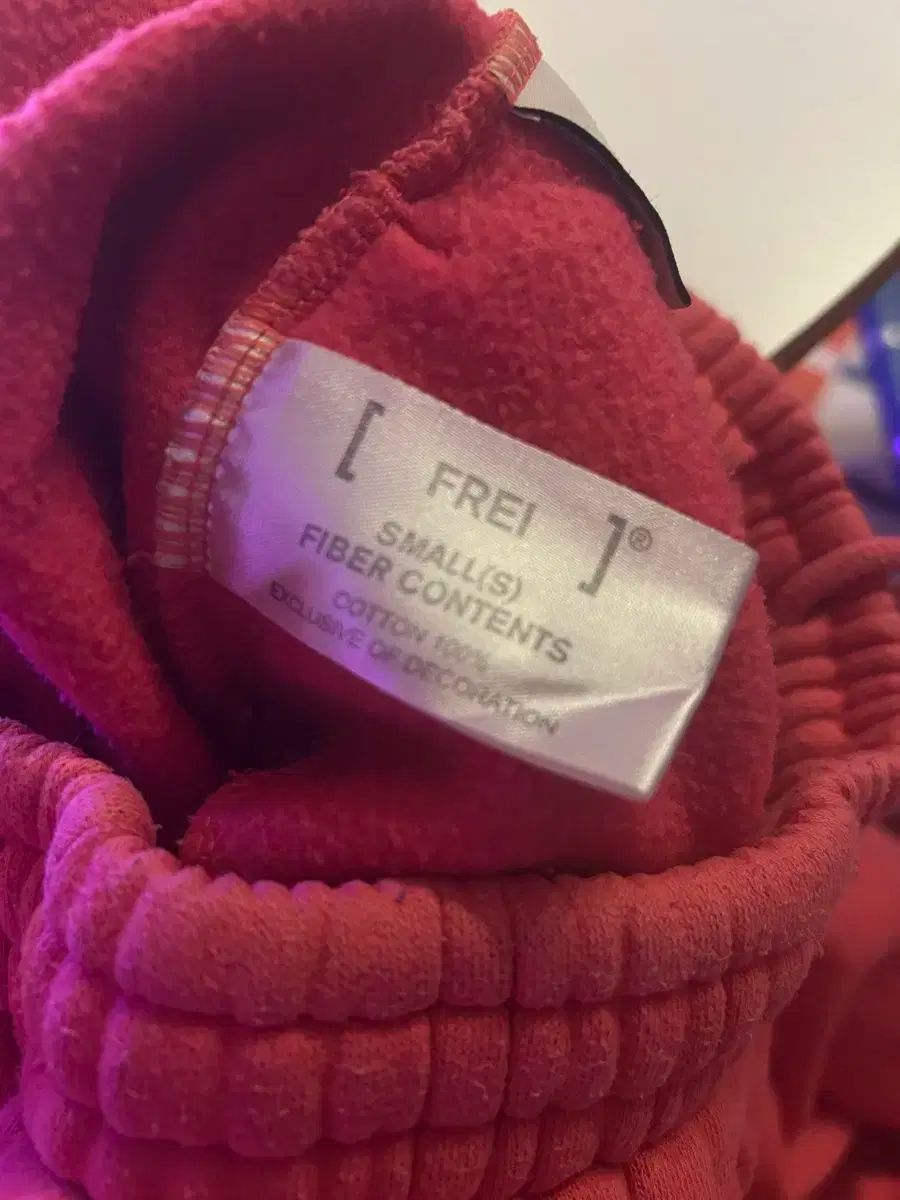 [ FREI ]®
SMALL(S)
FIBER CONTENTS
COTTON 100%
EXCLUSIVE OF DECORATION